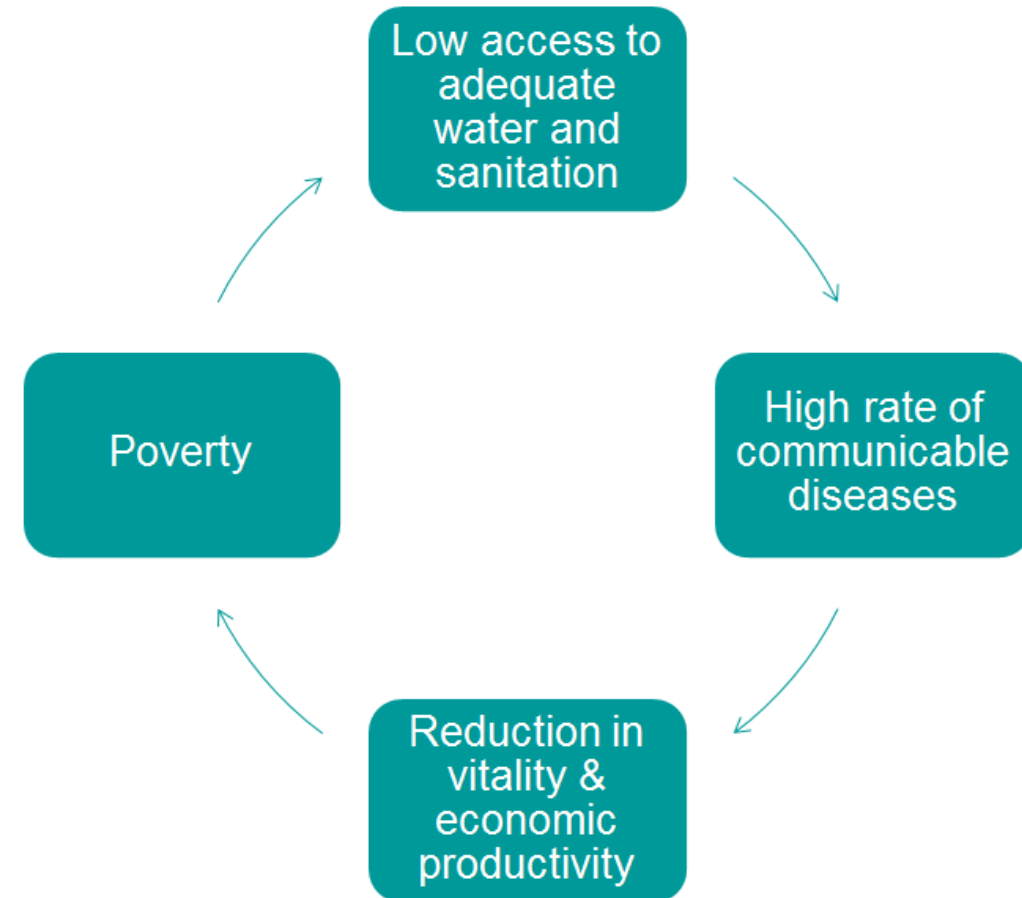 Low access to
adequate
water and
sanitation
High rate of
communicable
diseases
Reduction in
vitality &
economic
productivity
Poverty